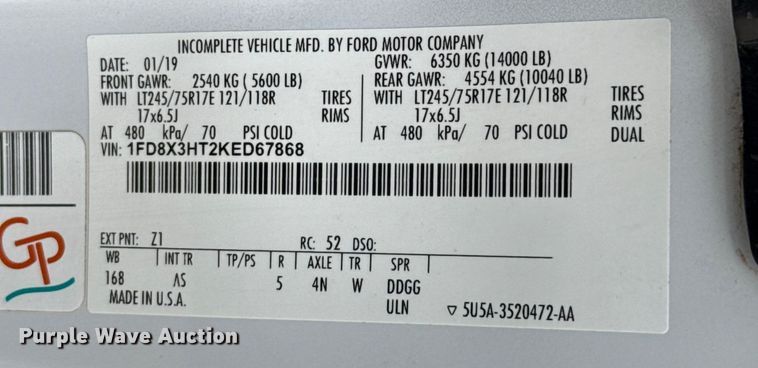 INCOMPLETE VEHICLE MFD. BY FORD MOTOR COMPANY
DATE: 01/19 GVWR: 6350 KG (14000 LB)
FRONT GAWR: 2540 KG ( 5600 LB) REAR GAWR: 4554 KG (10040 LB)
WITH LT245/75R17E 121/118R TIRES WITH LT245/75R17E 121/118R TIRES
17x6.5J RIMS 17x6.5J RIMS
AT 480 kPa/ 70 PSI COLD AT 480 kPa/ 70 PSI COLD DUAL
VIN: 1FD8X3HT2KED67868
EXT PNT: Z1 RC: 52 DSO:
WB INT TR TP/PS R AXLE TR SPR
168 AS 5 4N W DDGG
MADE IN U.S.A. ULN ▽ 5U5A-3520472-AA
GP
Purple Wave Auction